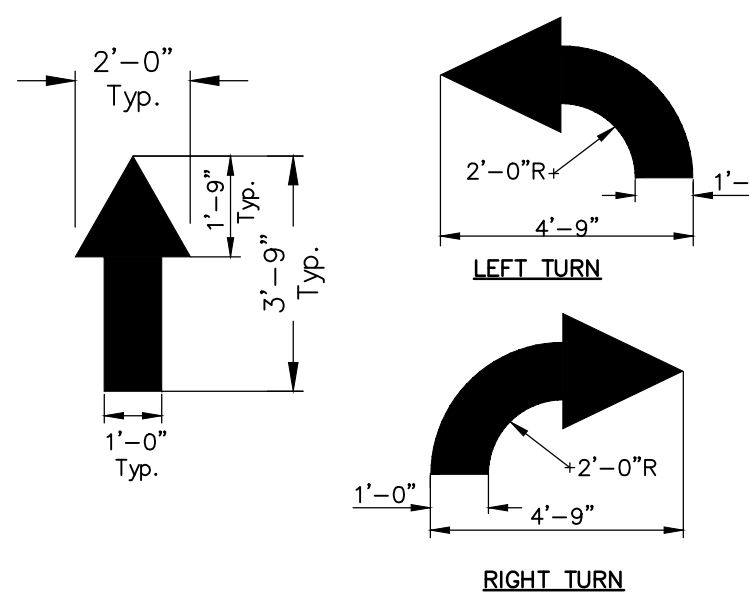 2'-0"
Typ.
1'-9"
Typ.
3'-9"
Typ.
1'-0"
Typ.
2'-0"R
1'-
4'-9"
LEFT TURN
2'-0"R
1'-0"
4'-9"
RIGHT TURN